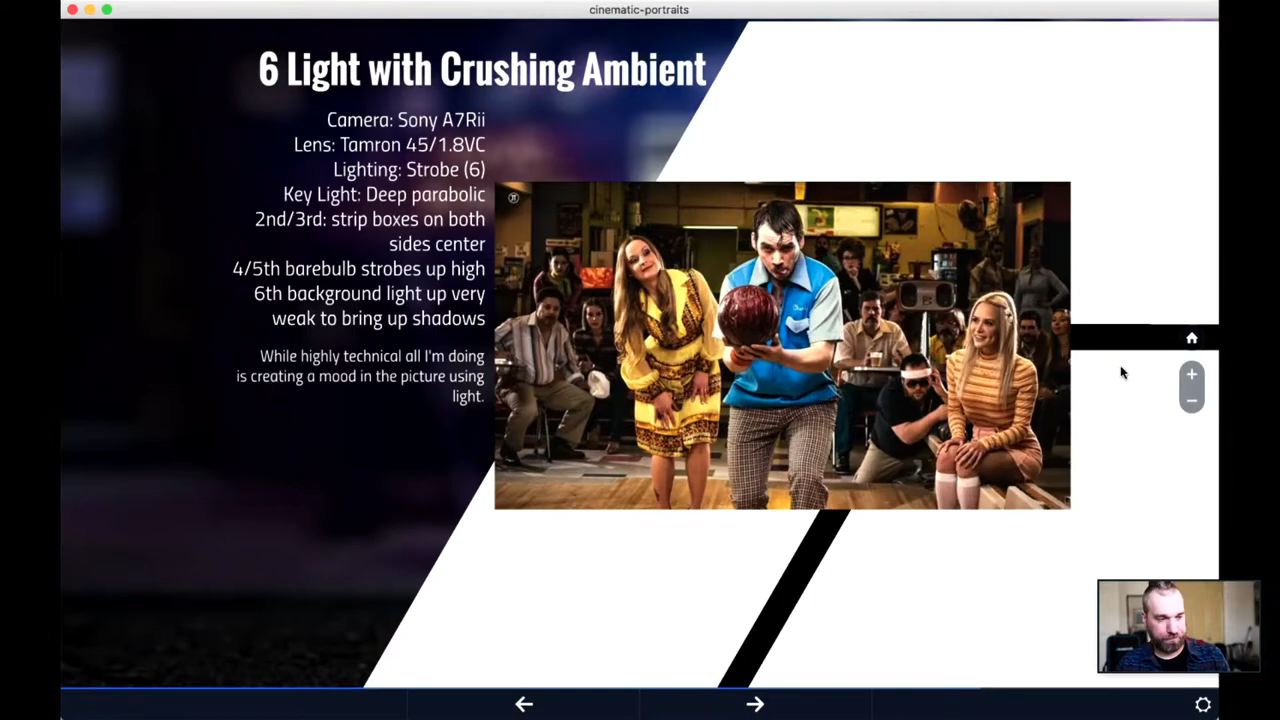 cinematic-portraits
6 Light with Crushing Ambient
Camera: Sony A7Rii
Lens: Tamron 45/1.8VC
Lighting: Strobe (6)
Key Light: Deep parabolic
2nd/3rd: strip boxes on both
sides center
4/5th barebulb strobes up high
6th background light up very
weak to bring up shadows
While highly technical all I'm doing
is creating a mood in the picture using
light.